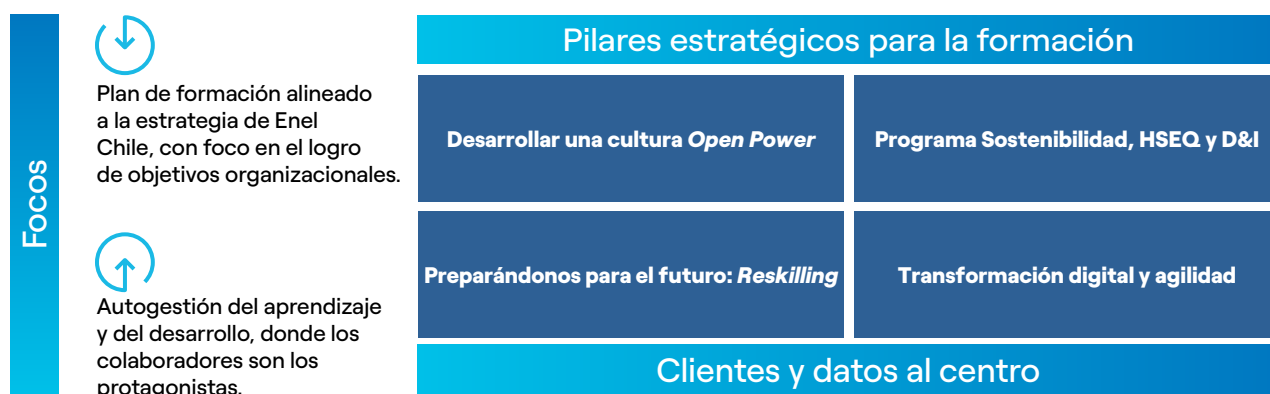 Focos
Plan de formación alineado
a la estrategia de Enel
Chile, con foco en el logro
de objetivos organizacionales.
Autogestión del aprendizaje
y del desarrollo, donde los
colaboradores son los
protagonistas.
Pilares estratégicos para la formación
Desarrollar una cultura Open Power
Programa Sostenibilidad, HSEQ y D&I
Preparándonos para el futuro: Reskilling
Transformación digital y agilidad
Clientes y datos al centro